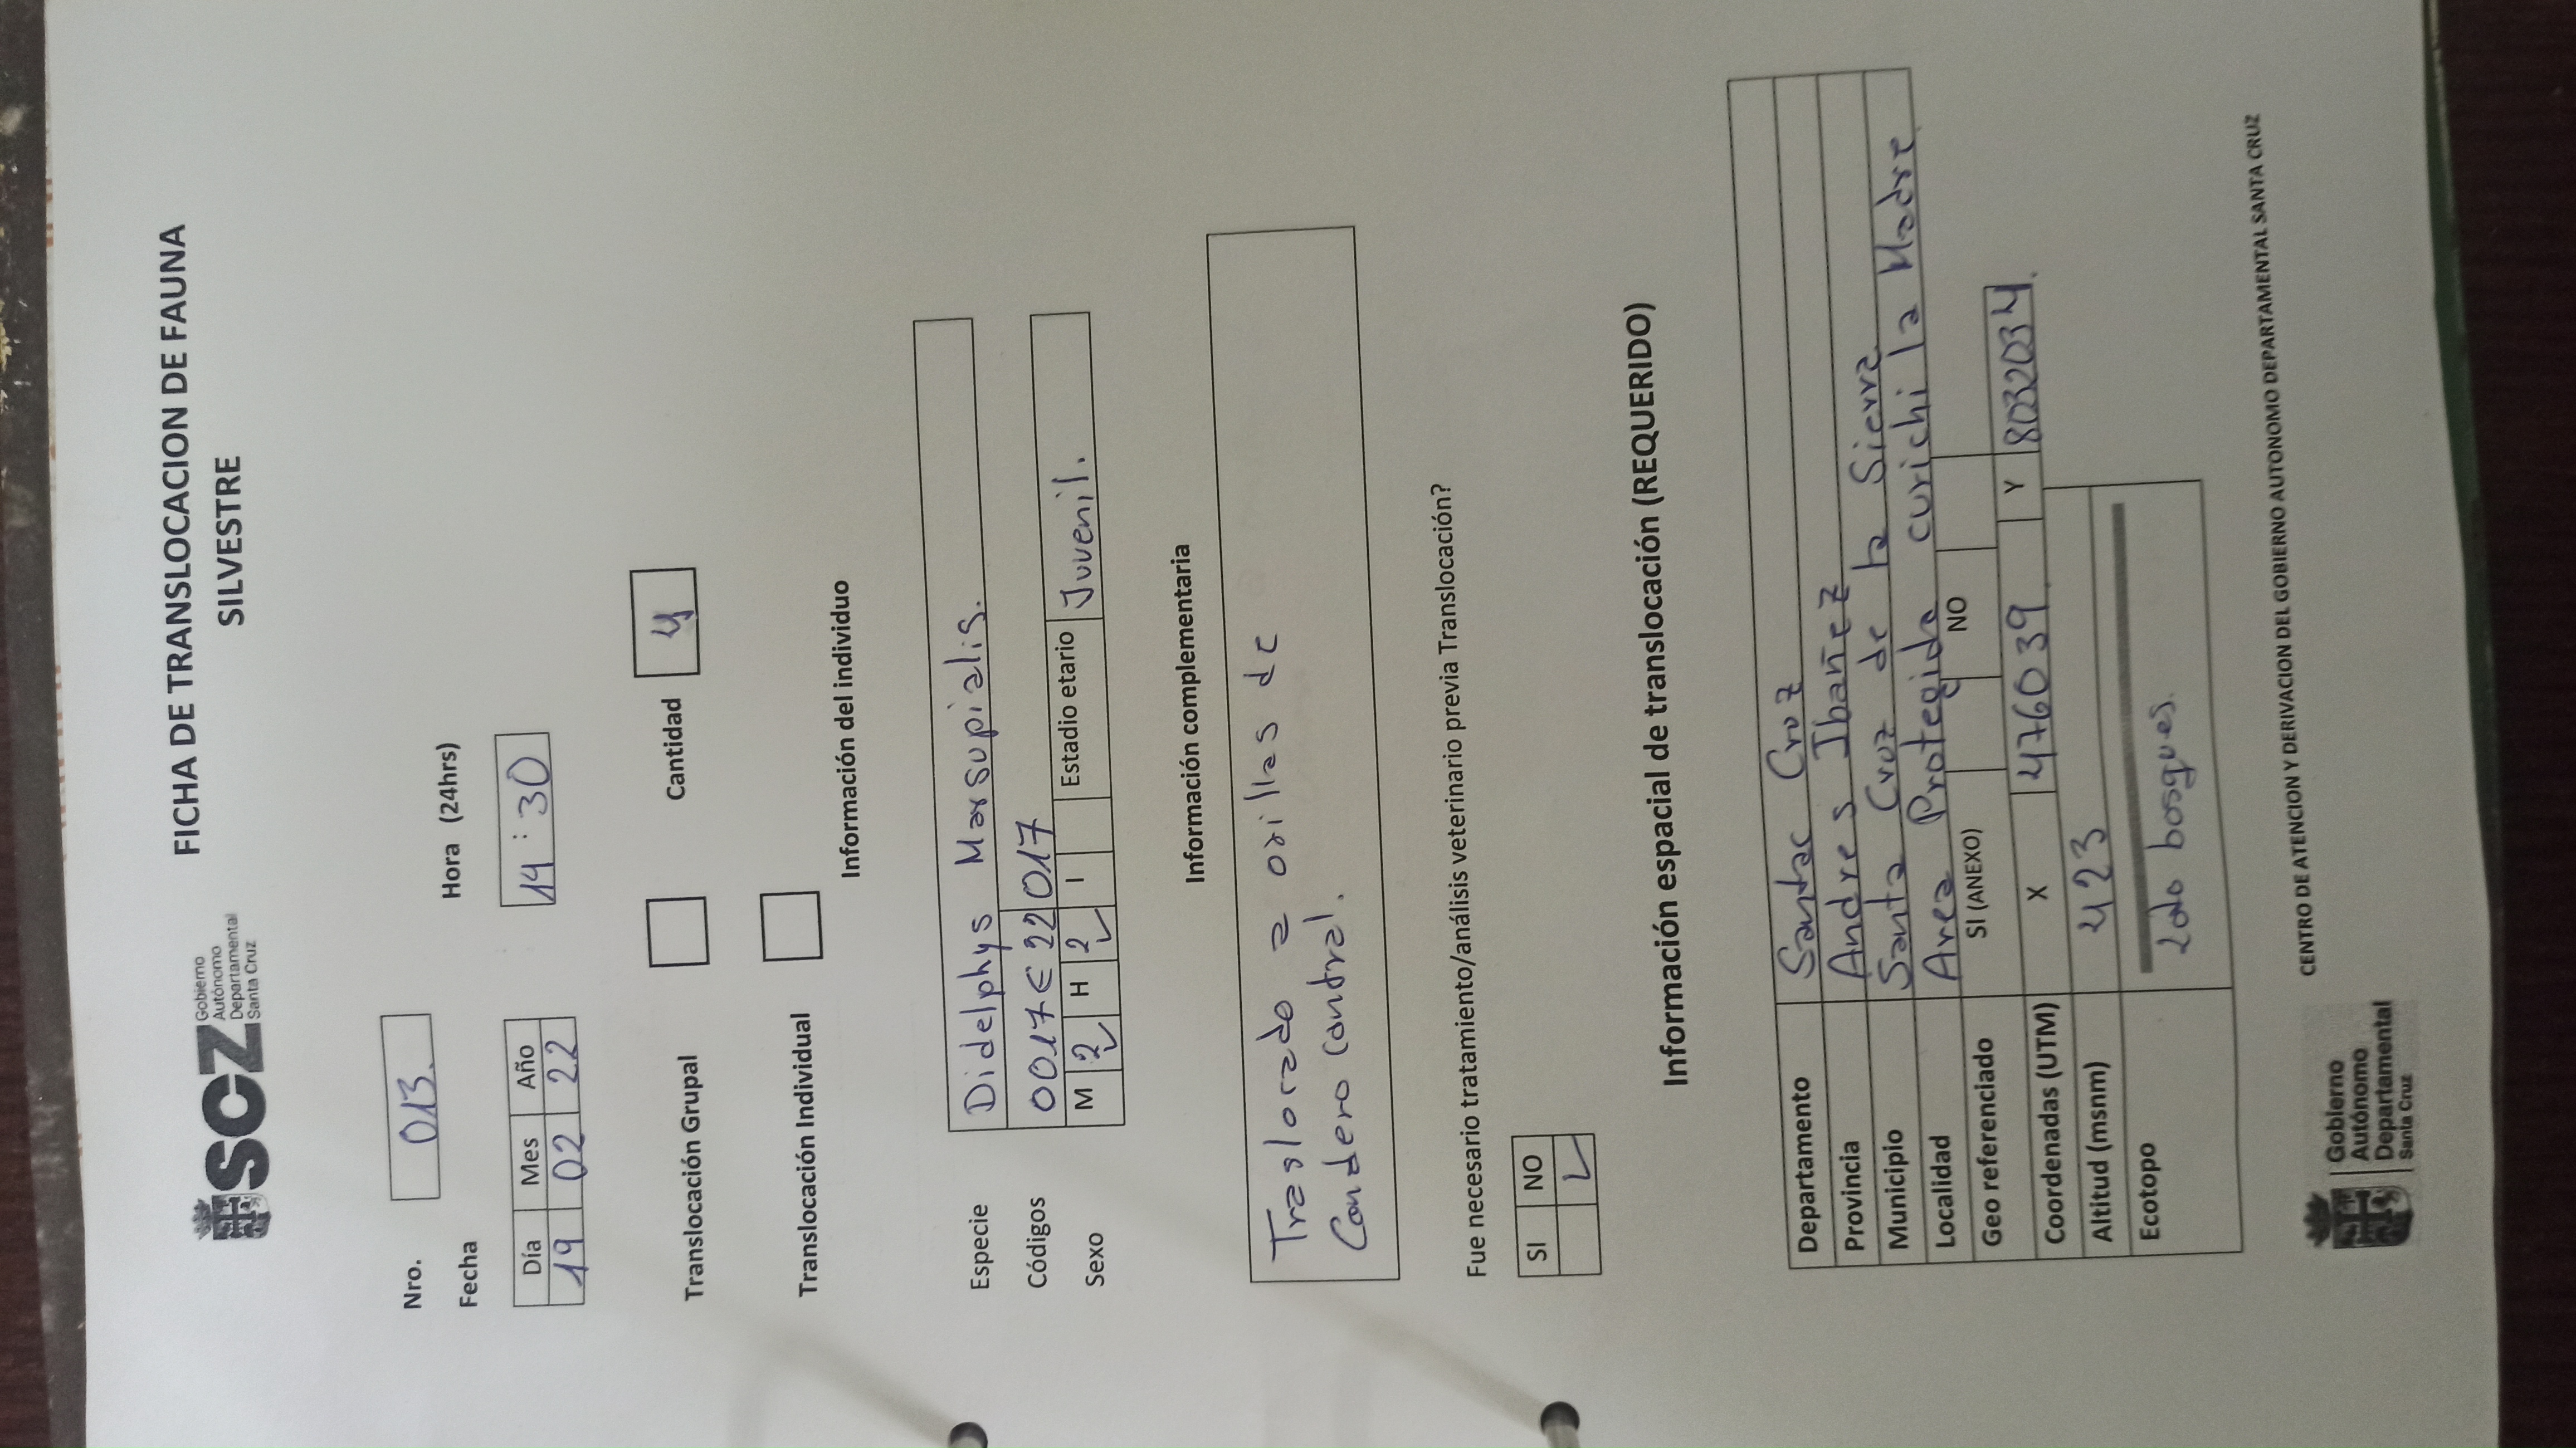 SCZ
Gobierno
Autónomo
Departamental
Santa Cruz
FICHA DE TRANSLOCACION DE FAUNA
SILVESTRE
Nro. 013.
Fecha
Hora (24hrs)
Día Mes Año
19 02 22
14 : 30
Translocación Grupal
Cantidad 4
Translocación Individual
Información del individuo
Especie Didelphys Marsupialis.
Códigos 0017E22 017
Sexo M 2 ✓ H 2 ✓ I Estadio etario Juvenil.
Información complementaria
Traslocado a orillas de
Condero Contral.
Fue necesario tratamiento/análisis veterinario previa Translocación?
SI NO
✓
Información espacial de translocación (REQUERIDO)
Departamento Santac Cruz
Provincia Andres Ibañez
Municipio Santa Cruz de la Sierra
Localidad Area Protegida curichi la Madre
Geo referenciado SI (ANEXO) NO
Coordenadas (UTM) X 476039 Y 8032034.
Altitud (msnm) 423
Ecotopo
bosques.
CENTRO DE ATENCION Y DERIVACION DEL GOBIERNO AUTONOMO DEPARTAMENTAL SANTA CRUZ
Gobierno
Autónomo
Departamental
Santa Cruz